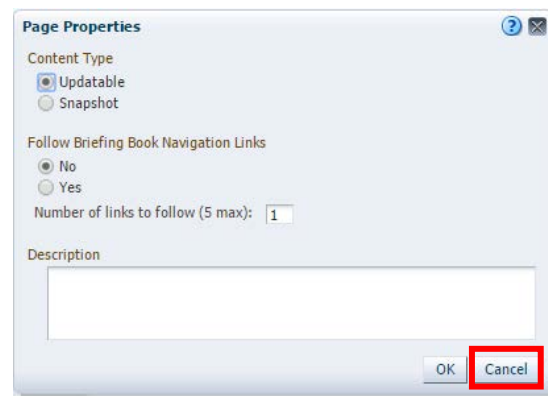 Page Properties
Content Type
Updatable
Snapshot
Follow Briefing Book Navigation Links
No
Yes
Number of links to follow (5 max): 1
Description
OK Cancel